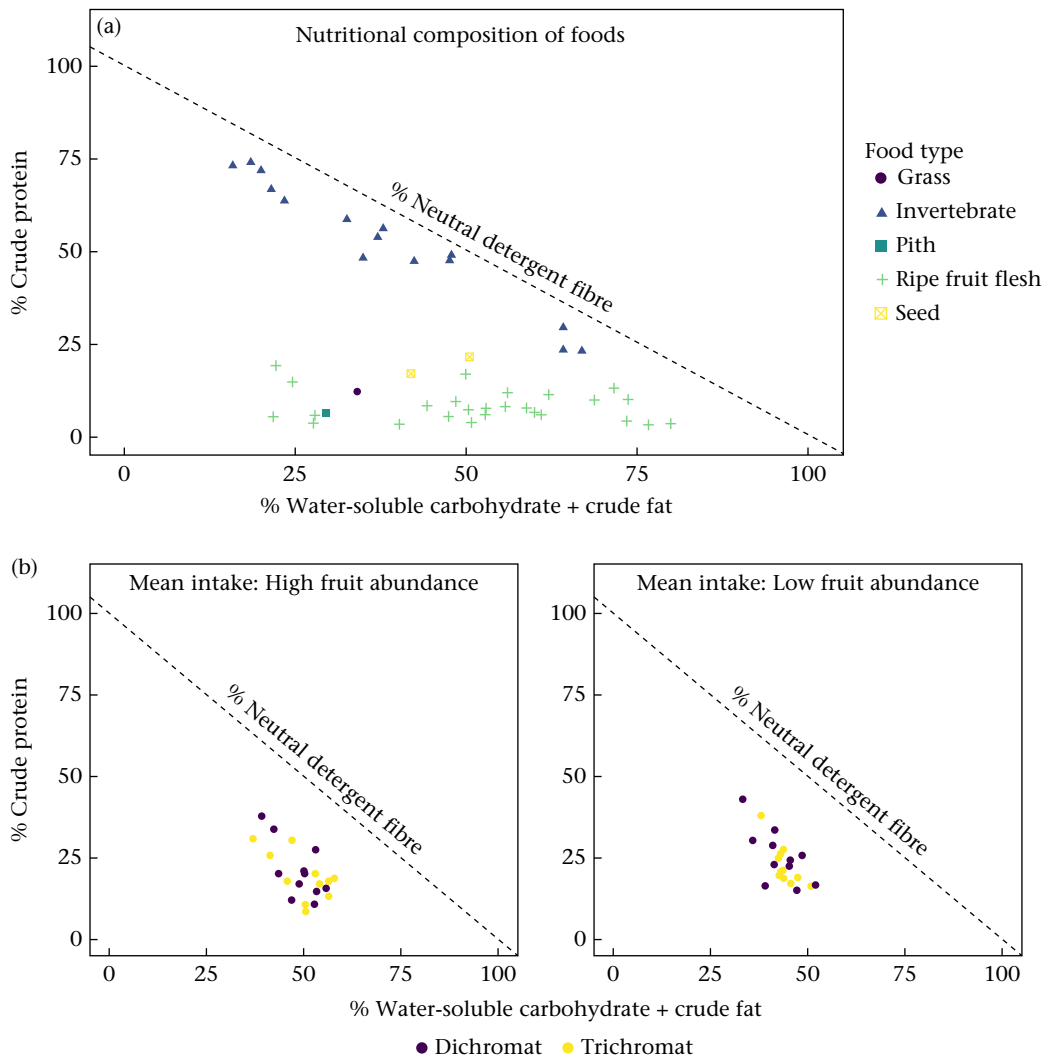 (a)
Nutritional composition of foods
100
75
50
25
0
% Crude protein
% Neutral detergent fibre
0 25 50 75 100
% Water-soluble carbohydrate + crude fat
Food type
Grass
Invertebrate
Pith
Ripe fruit flesh
Seed
(b)
Mean intake: High fruit abundance
100
75
50
25
0
% Crude protein
% Neutral detergent fibre
0 25 50 75 100
Mean intake: Low fruit abundance
100
75
50
25
0
% Neutral detergent fibre
0 25 50 75 100
% Water-soluble carbohydrate + crude fat
Dichromat Trichromat